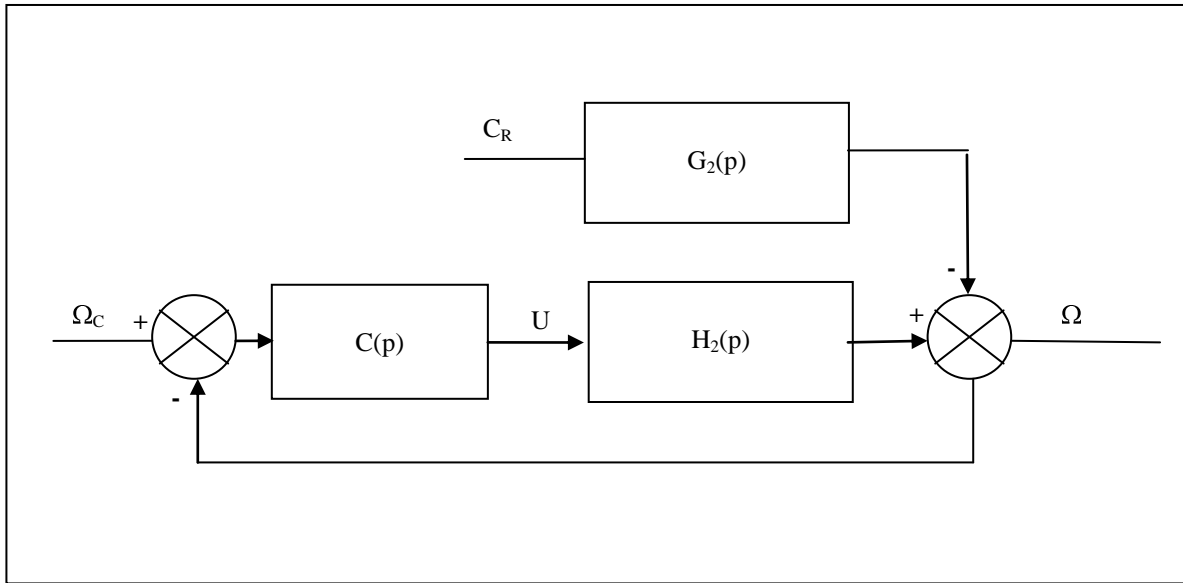 C_R
G₂(p)
-
Ω_C
+
C(p)
U
H₂(p)
+
Ω
-